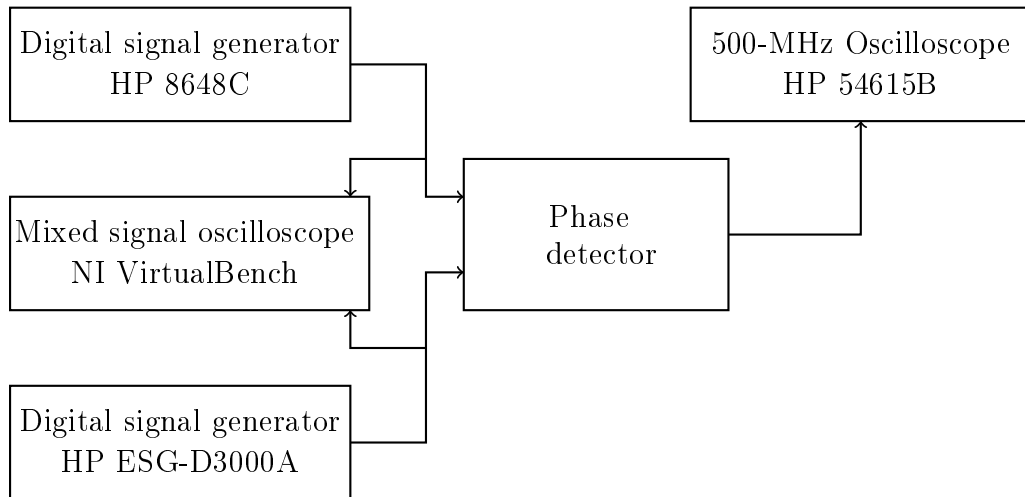 Digital signal generator
HP 8648C
500-MHz Oscilloscope
HP 54615B
Mixed signal oscilloscope
NI VirtualBench
Phase
detector
Digital signal generator
HP ESG-D3000A